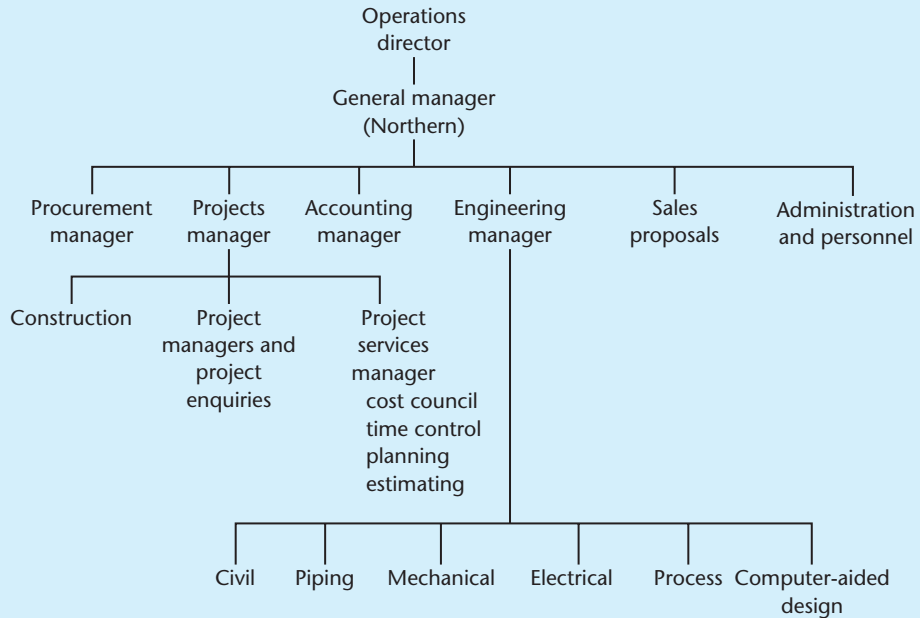 Operations
director
General manager
(Northern)
Procurement
manager
Projects
manager
Accounting
manager
Engineering
manager
Sales
proposals
Administration
and personnel
Construction
Project
managers and
project
enquiries
Project
services
manager
cost council
time control
planning
estimating
Civil
Piping
Mechanical
Electrical
Process
Computer-aided
design